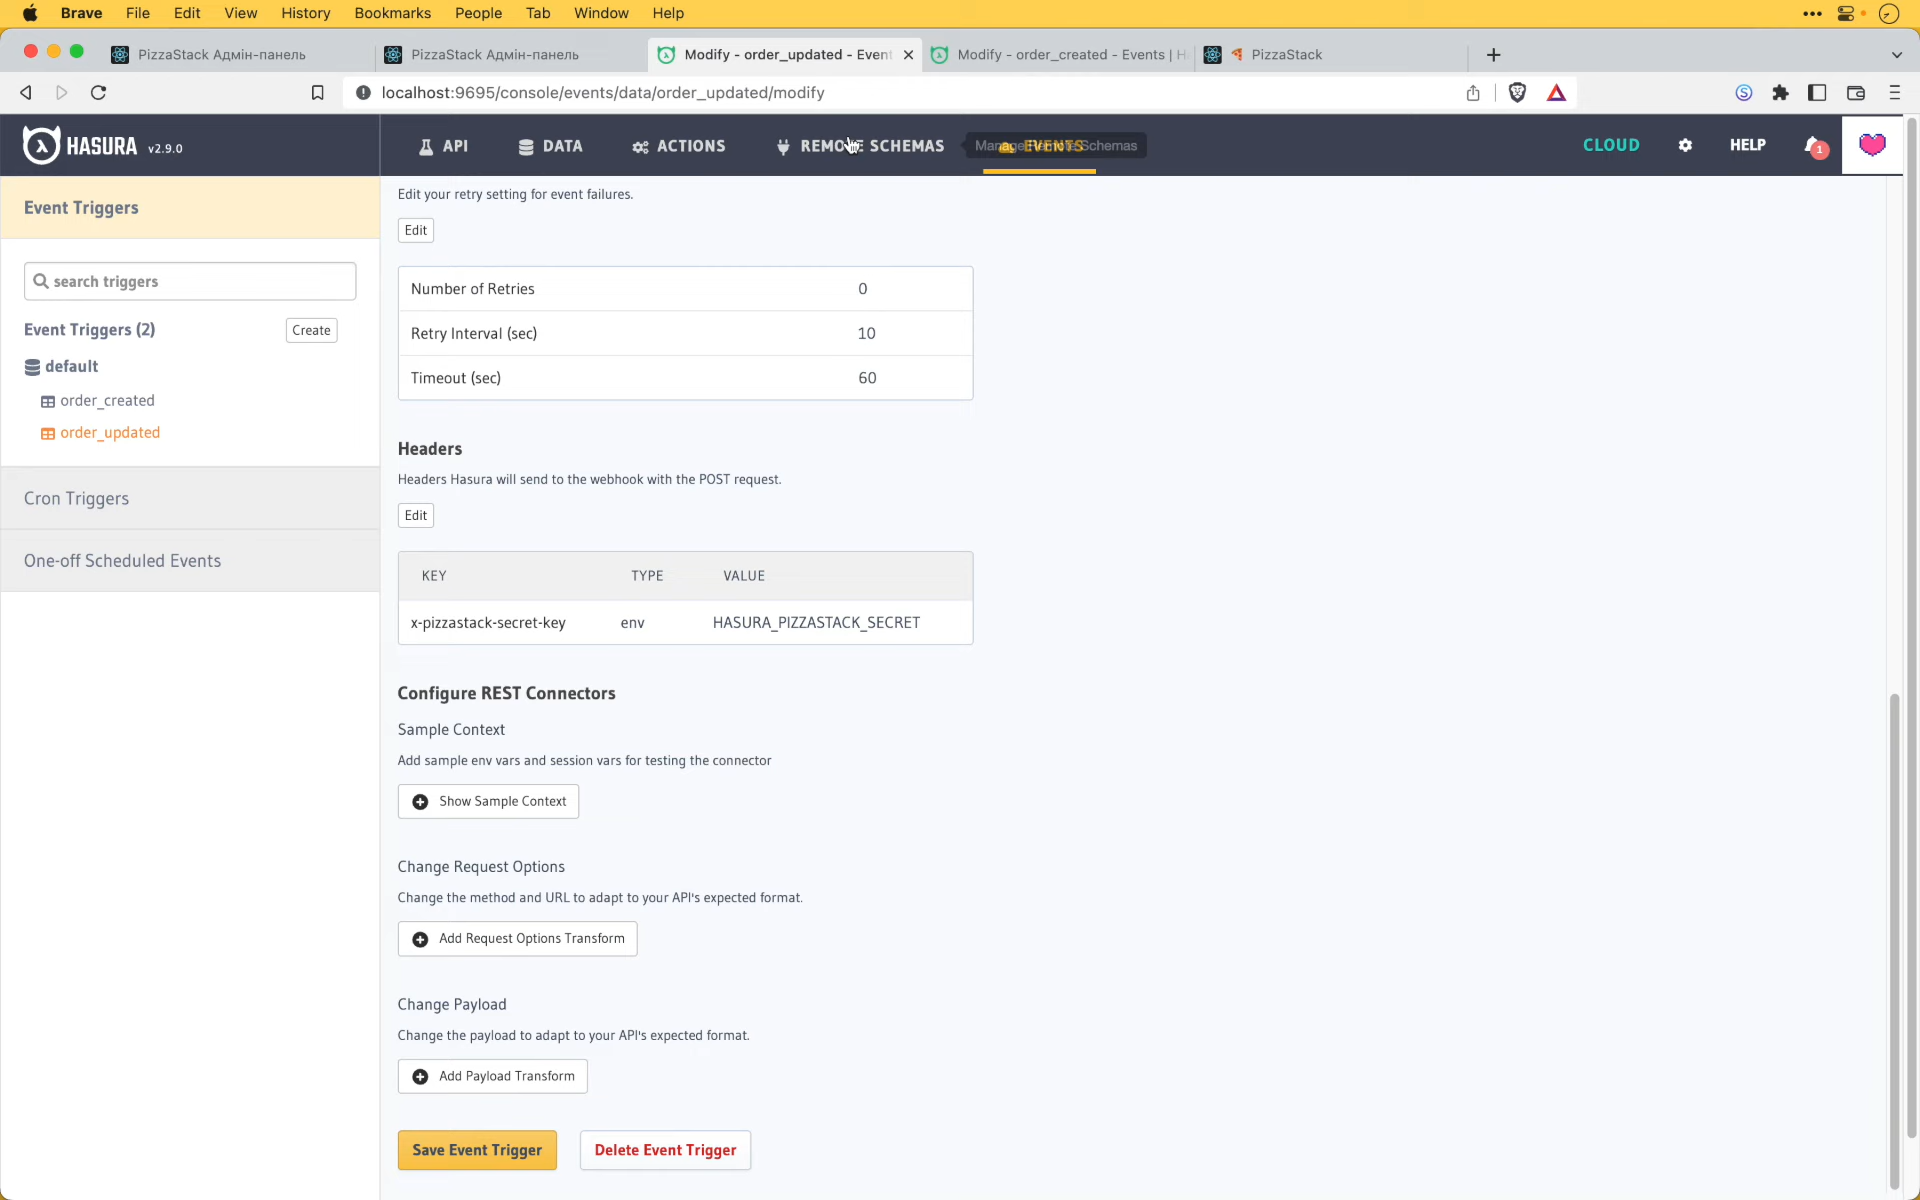 Brave File Edit View History Bookmarks People Tab Window Help
PizzaStack Адмін-панель
PizzaStack Адмін-панель
Modify - order_updated - Event
Modify - order_created - Events | H
PizzaStack
localhost:9695/console/events/data/order_updated/modify
HASURA v2.9.0
API
DATA
ACTIONS
REMOTE SCHEMAS
EVENTS
Manage Remote Schemas
CLOUD
HELP
1
Event Triggers
search triggers
Event Triggers (2)
Create
default
order_created
order_updated
Cron Triggers
One-off Scheduled Events
Edit your retry setting for event failures.
Edit
Number of Retries 0
Retry Interval (sec) 10
Timeout (sec) 60
Headers
Headers Hasura will send to the webhook with the POST request.
Edit
KEY TYPE VALUE
x-pizzastack-secret-key env HASURA_PIZZASTACK_SECRET
Configure REST Connectors
Sample Context
Add sample env vars and session vars for testing the connector
Show Sample Context
Change Request Options
Change the method and URL to adapt to your API's expected format.
Add Request Options Transform
Change Payload
Change the payload to adapt to your API's expected format.
Add Payload Transform
Save Event Trigger
Delete Event Trigger